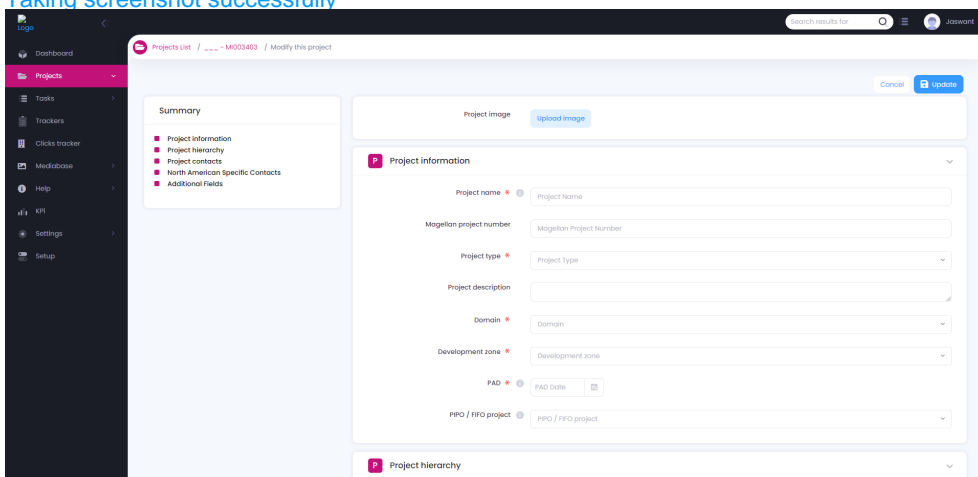 Taking screenshot successfully
Logo
Search results for
Jaswant
Dashboard
Projects
Tasks
Trackers
Clicks tracker
Mediabase
Help
KPI
Settings
Setup
Projects List / ___ - MI003403 / Modify this project
Cancel
Update
Summary
Project information
Project hierarchy
Project contacts
North American Specific Contacts
Additional Fields
Project image
Upload image
P Project information
Project name * Project Name
Magellan project number Magellan Project Number
Project type * Project Type
Project description
Domain * Domain
Development zone * Development zone
PAD * PAD Date
PIPO / FIFO project PIPO / FIFO project
P Project hierarchy